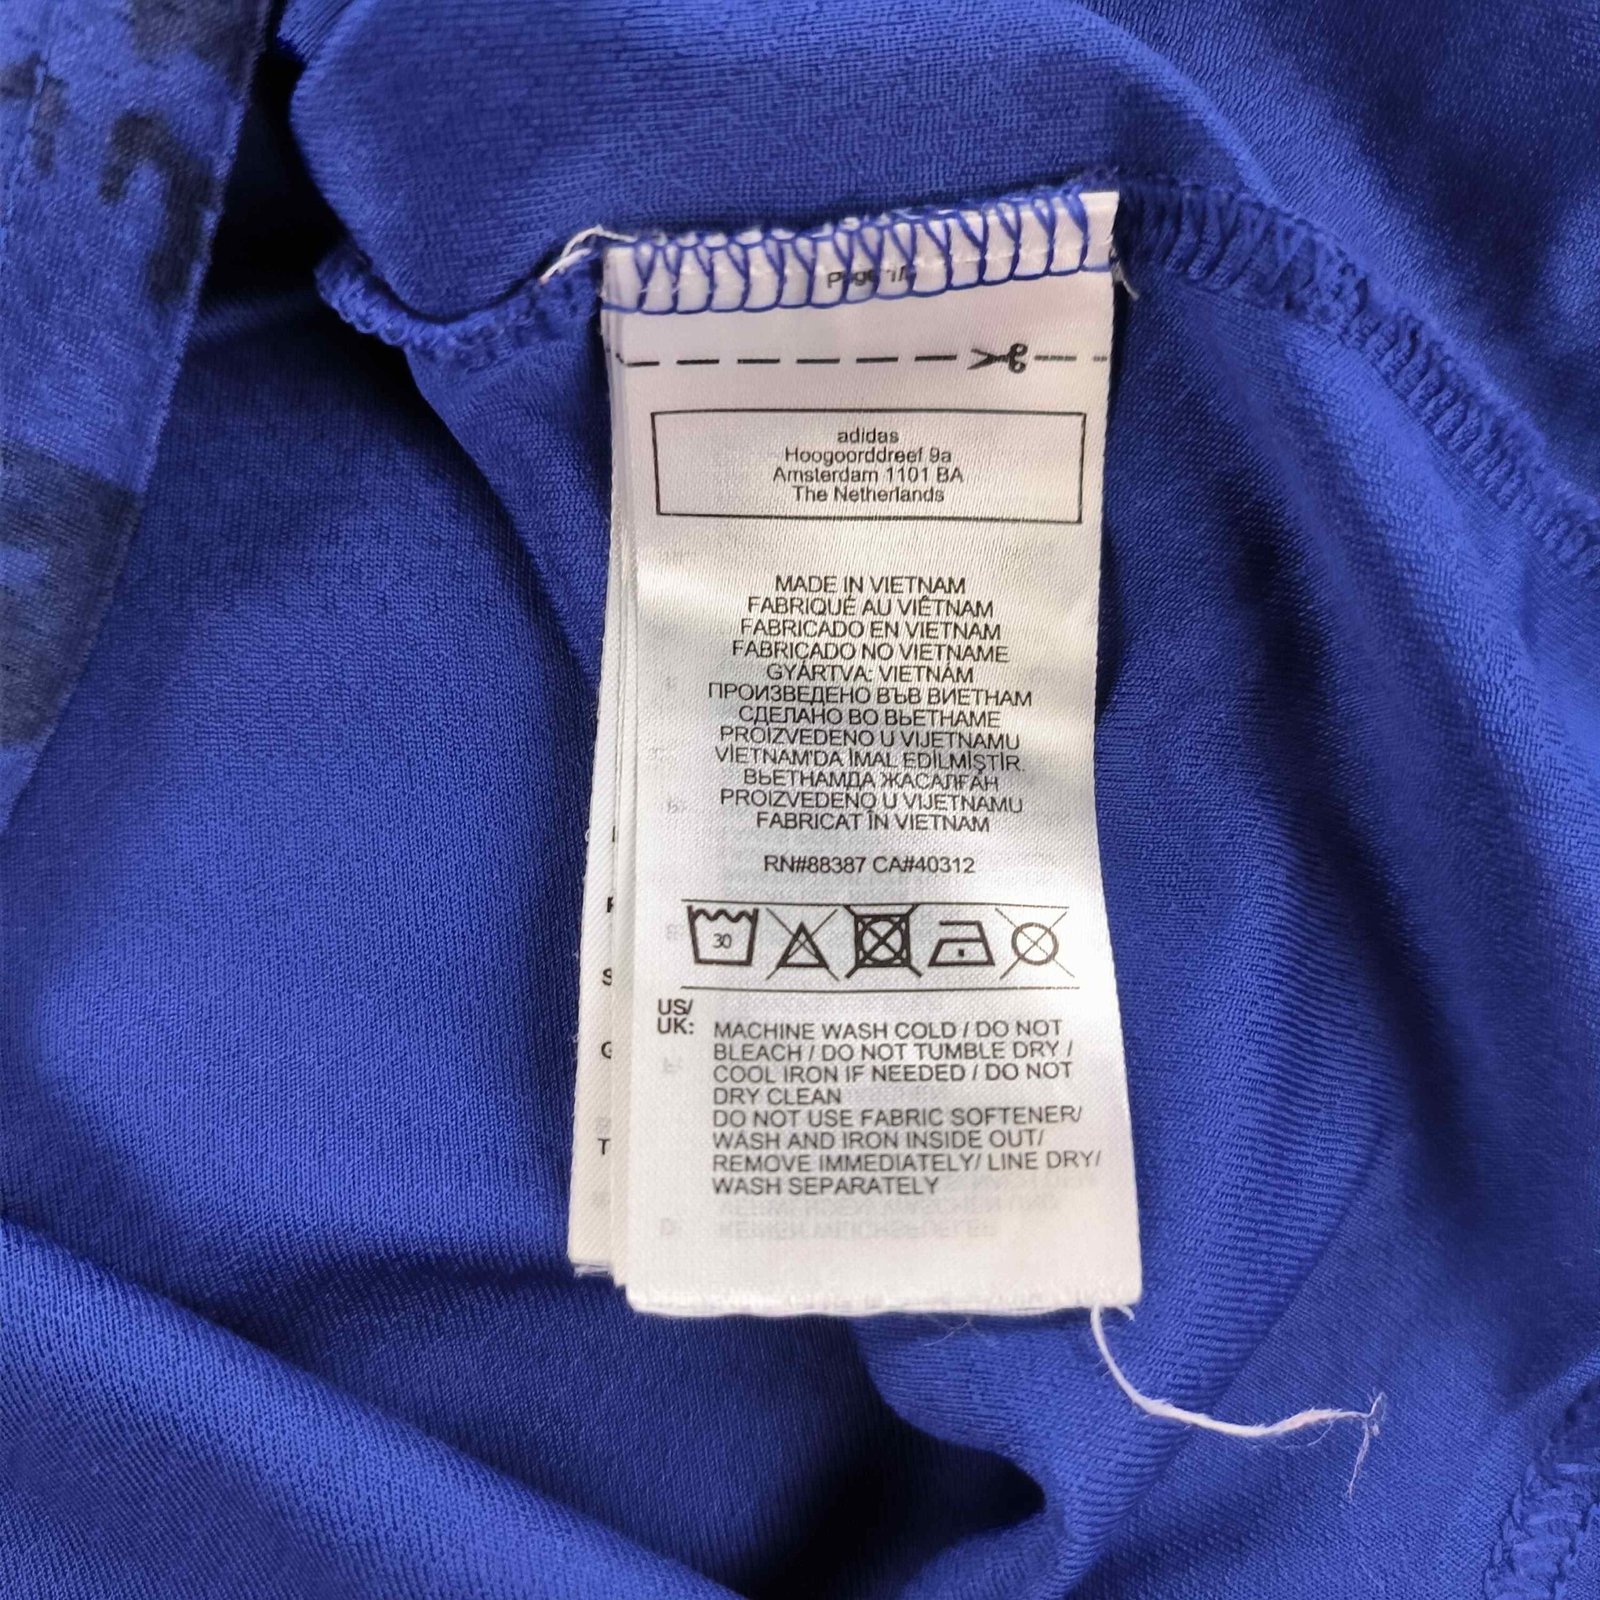 adidas
Hoogoorddreef 9a
Amsterdam 1101 BA
The Netherlands
MADE IN VIETNAM
FABRIQUÉ AU VIÊTNAM
FABRICADO EN VIETNAM
FABRICADO NO VIETNAME
GYÁRTVA: VIETNÁM
ПРОИЗВЕДЕНО ВЪВ ВИЕТНАМ
СДЕЛАНО ВО ВЬЕТНАМЕ
PROIZVEDENO U VIJETNAMU
VİETNAM'DA İMAL EDİLMİŞTİR.
ВЬЕТНАМДА ЖАСАЛҒАН
PROIZVEDENO U VIJETNAMU
FABRICAT ÎN VIETNAM
RN#88387 CA#40312
30
US/
UK: MACHINE WASH COLD / DO NOT
BLEACH / DO NOT TUMBLE DRY /
COOL IRON IF NEEDED / DO NOT
DRY CLEAN
DO NOT USE FABRIC SOFTENER/
WASH AND IRON INSIDE OUT/
REMOVE IMMEDIATELY/ LINE DRY/
WASH SEPARATELY